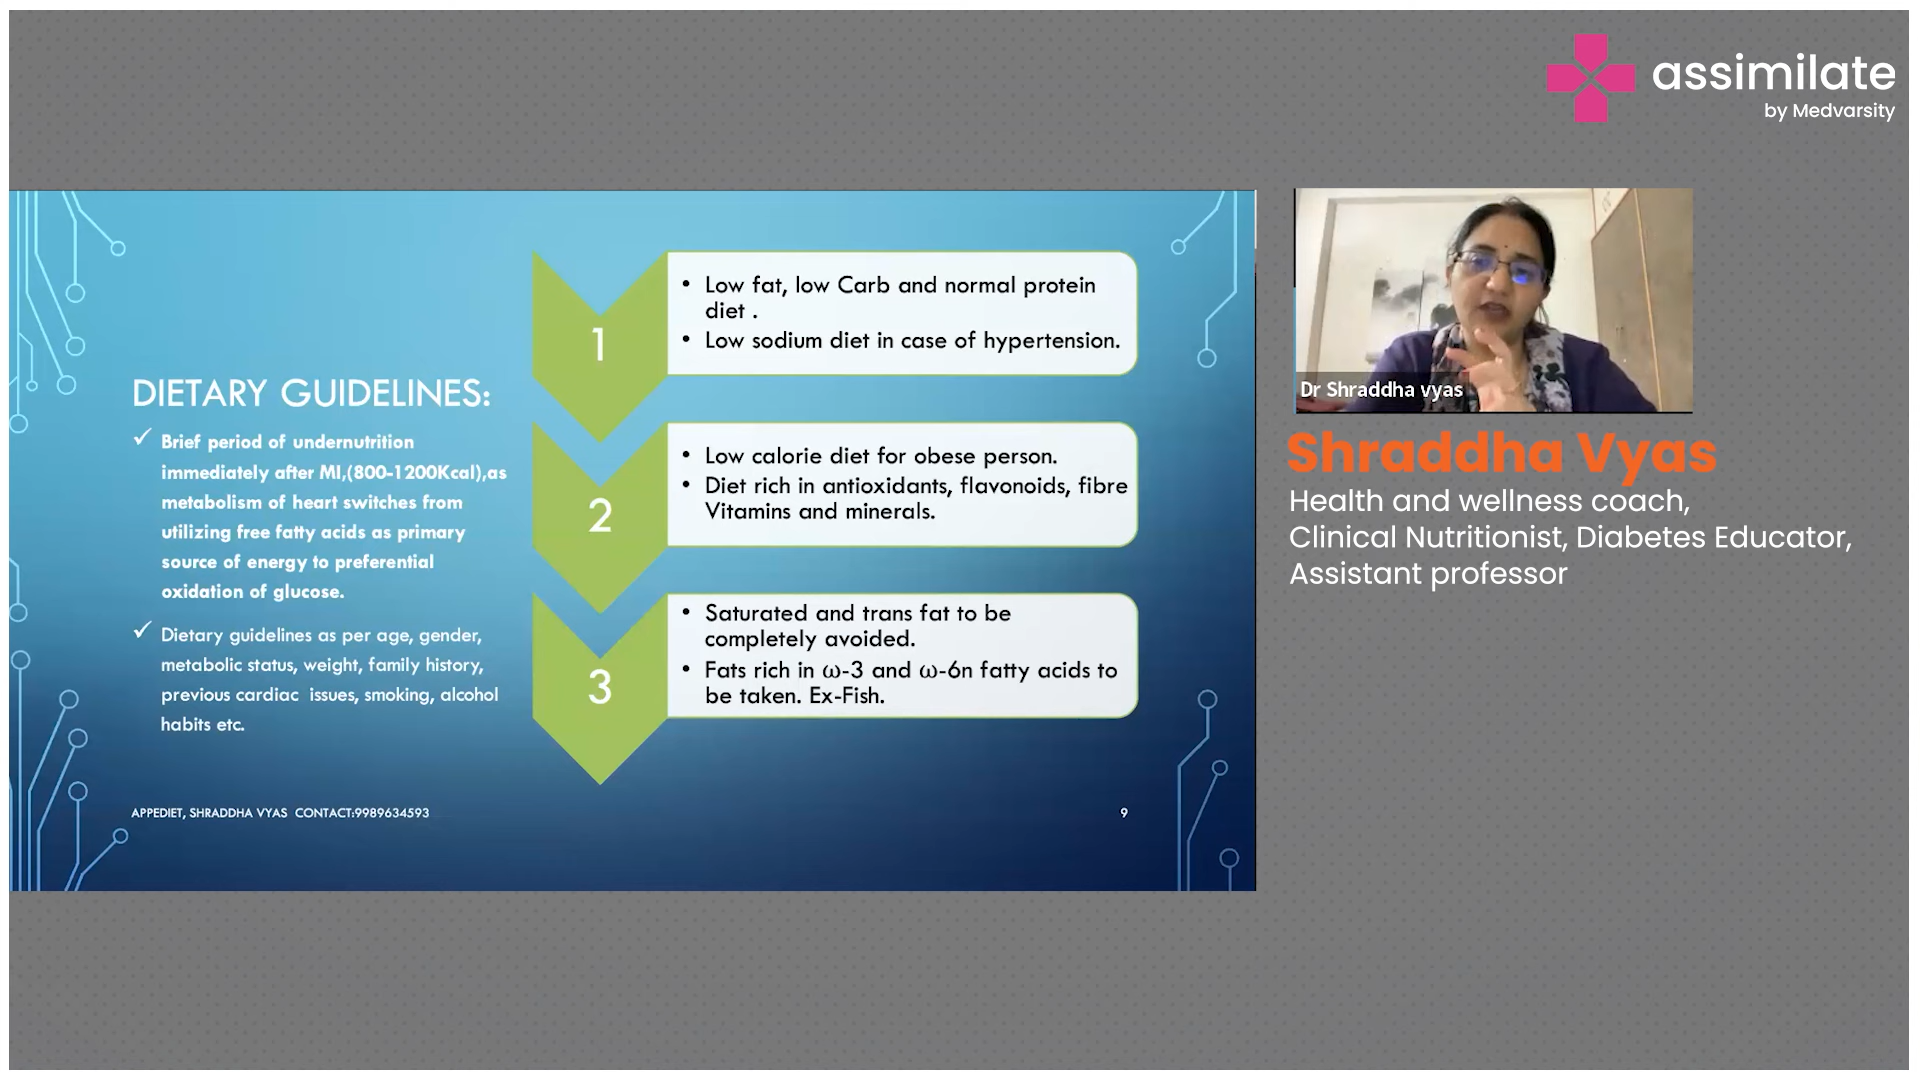 assimilate
by Medvarsity
DIETARY GUIDELINES:
✓ Brief period of undernutrition
immediately after MI,(800-1200Kcal),as
metabolism of heart switches from
utilizing free fatty acids as primary
source of energy to preferential
oxidation of glucose.
✓ Dietary guidelines as per age, gender,
metabolic status, weight, family history,
previous cardiac issues, smoking, alcohol
habits etc.
1
• Low fat, low Carb and normal protein
diet .
• Low sodium diet in case of hypertension.
2
• Low calorie diet for obese person.
• Diet rich in antioxidants, flavonoids, fibre
Vitamins and minerals.
3
• Saturated and trans fat to be
completely avoided.
• Fats rich in ω-3 and ω-6n fatty acids to
be taken. Ex-Fish.
APPEDIET, SHRADDHA VYAS CONTACT:9989634593
9
Dr Shraddha vyas
Shraddha Vyas
Health and wellness coach,
Clinical Nutritionist, Diabetes Educator,
Assistant professor